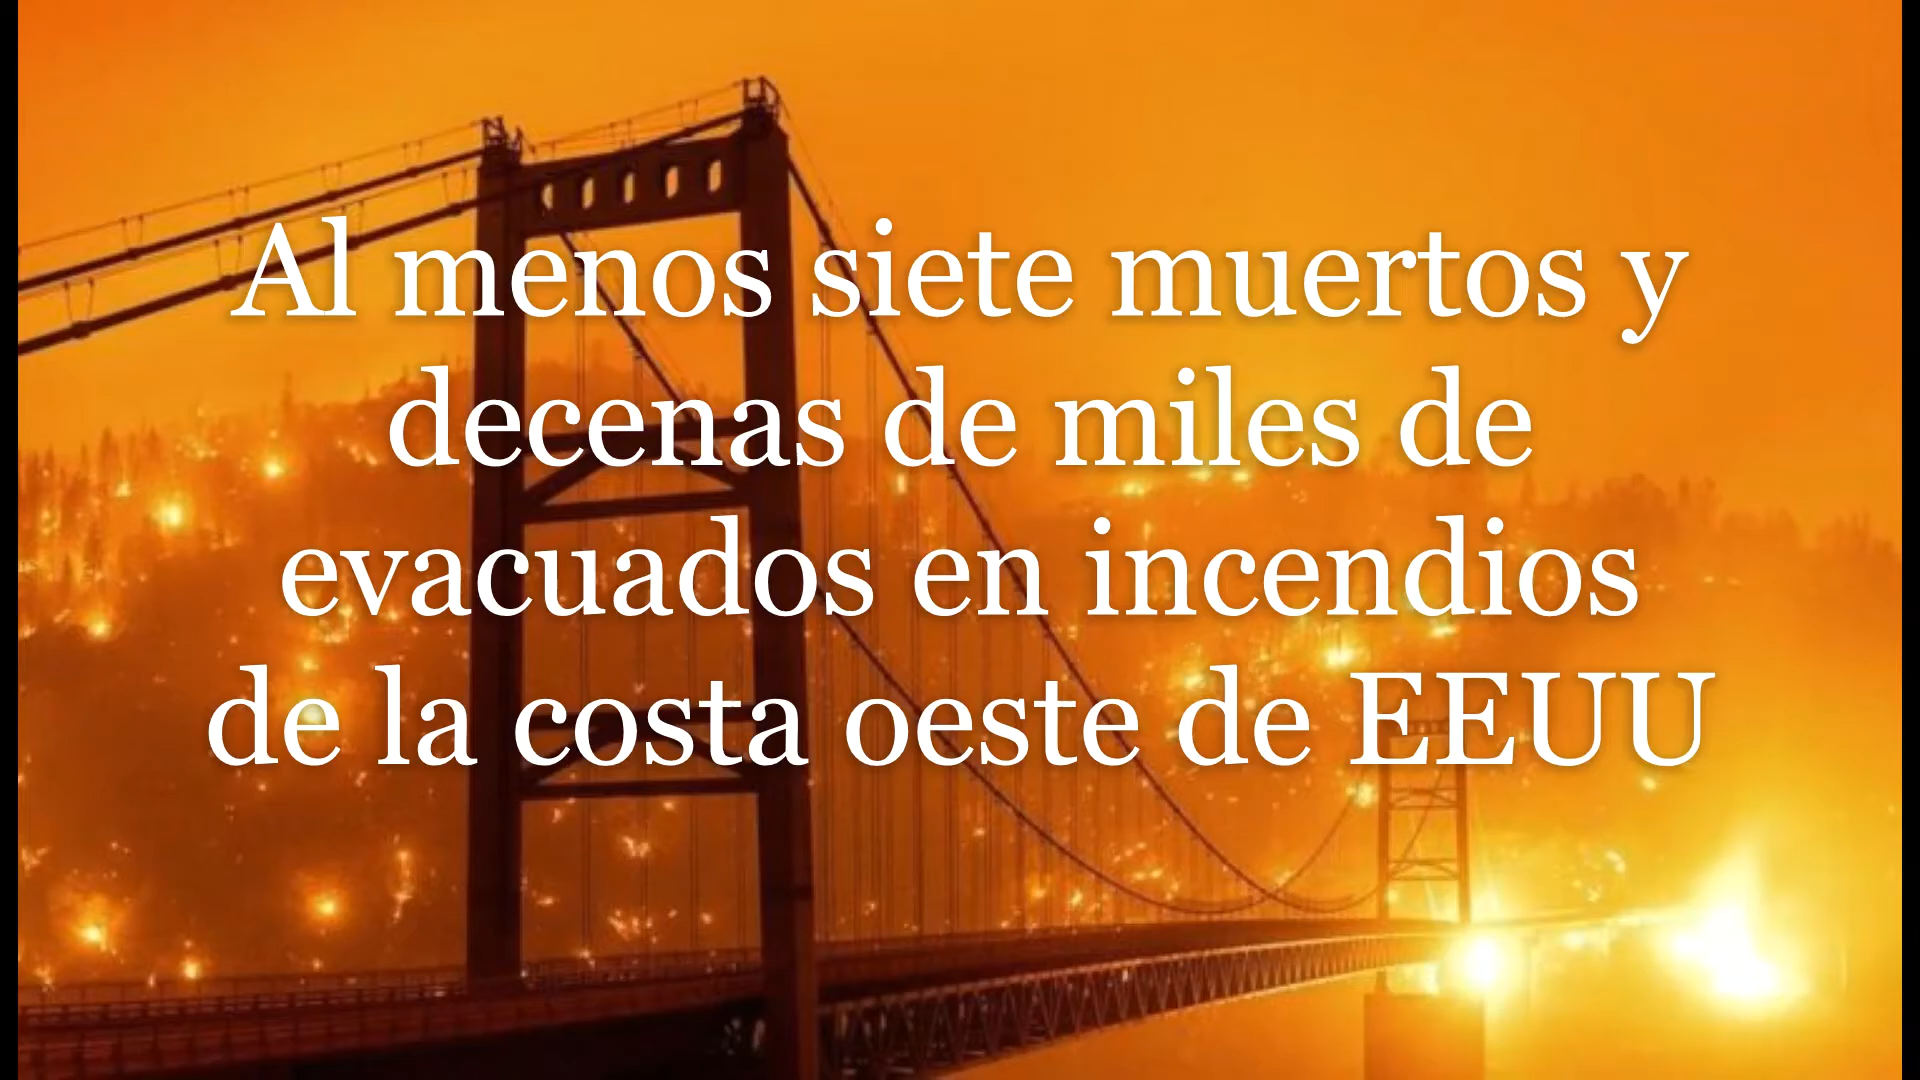 Al menos siete muertos y
decenas de miles de
evacuados en incendios
de la costa oeste de EEUU